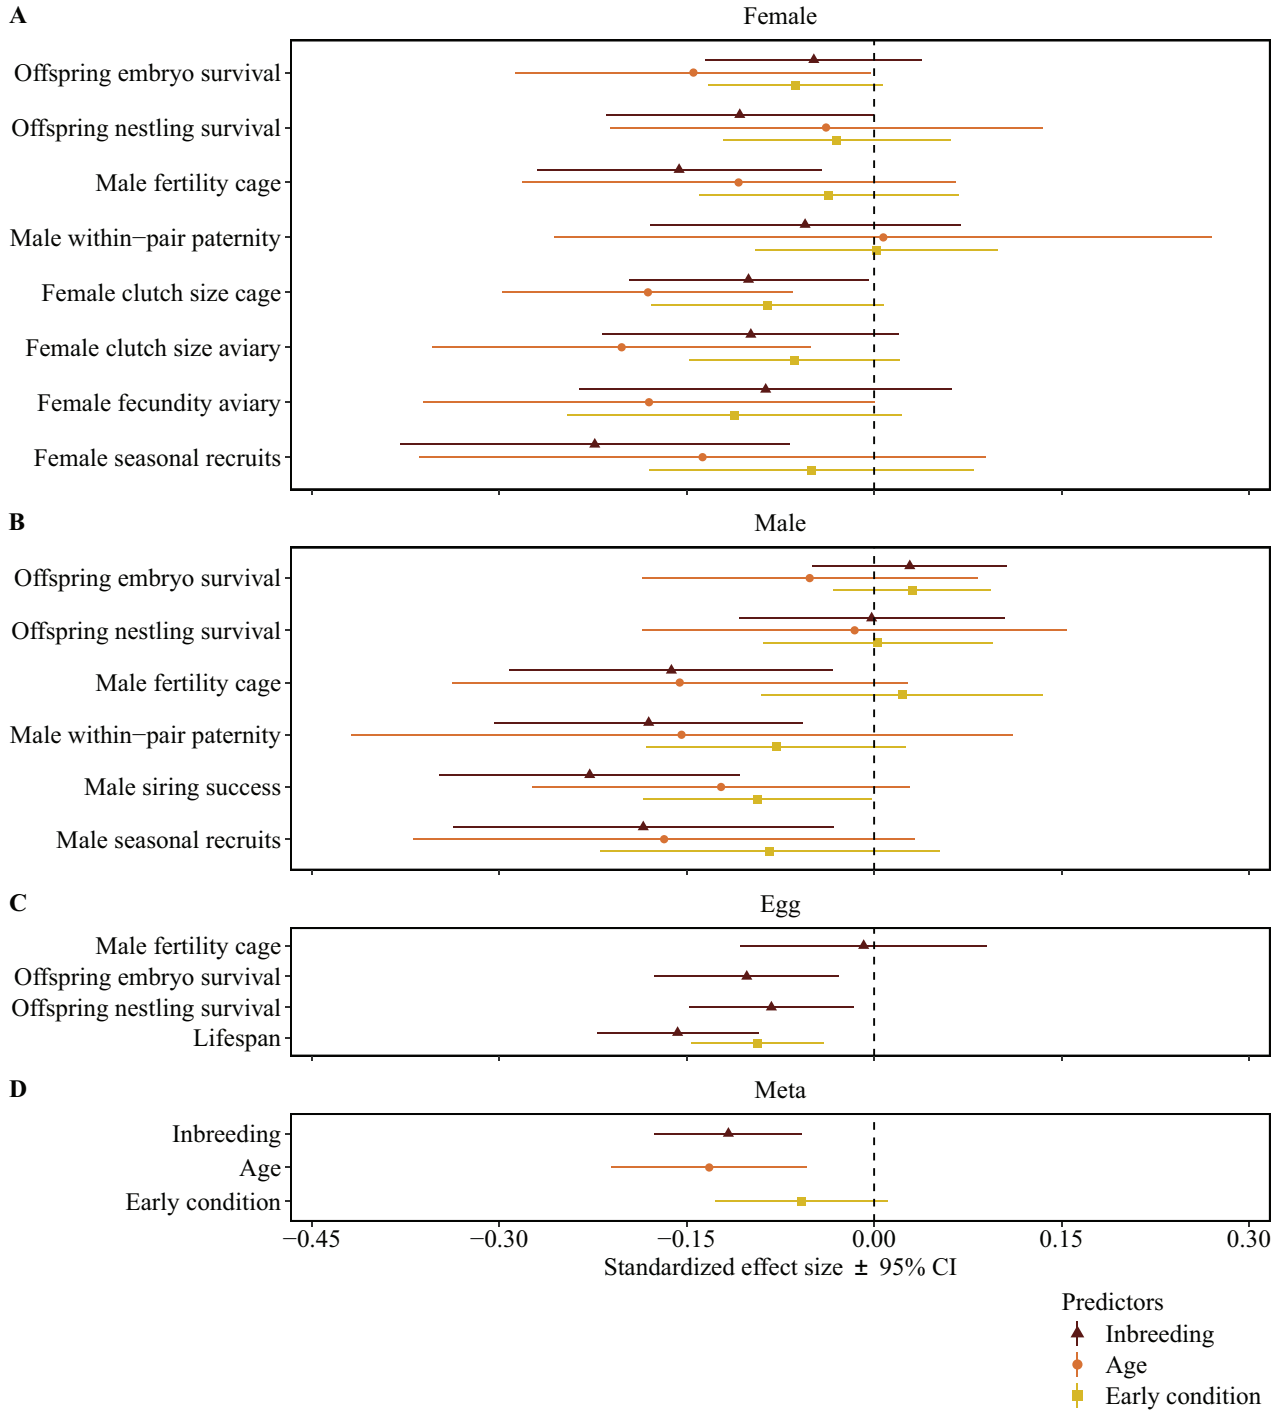 A
Female
Offspring embryo survival
Offspring nestling survival
Male fertility cage
Male within−pair paternity
Female clutch size cage
Female clutch size aviary
Female fecundity aviary
Female seasonal recruits
B
Male
Offspring embryo survival
Offspring nestling survival
Male fertility cage
Male within−pair paternity
Male siring success
Male seasonal recruits
C
Egg
Male fertility cage
Offspring embryo survival
Offspring nestling survival
Lifespan
D
Meta
Inbreeding
Age
Early condition
−0.45 −0.30 −0.15 0.00 0.15 0.30
Standardized effect size ± 95% CI
Predictors
Inbreeding
Age
Early condition